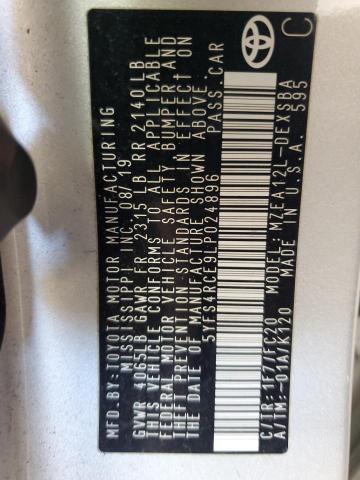 MFD.BY:TOYOTA MOTOR MANUFACTURING
MISSISSIPPI, INC. 08/19
GVWR 4065LB GAWR FR 2315 LB RR 2140LB
THIS VEHICLE CONFORMS TO ALL APPLICABLE
FEDERAL MOTOR VEHICLE SAFETY, BUMPER AND
THEFT PREVENTION STANDARDS IN EFFECT ON
THE DATE OF MANUFACTURE SHOWN ABOVE.
5YFS4RCE9LP024896 PASS.CAR
C/TR:1F7/FC20 MODEL:MZEA12L-DEXSBA
A/TM:-01A/K120 MADE IN U.S.A. 595
C